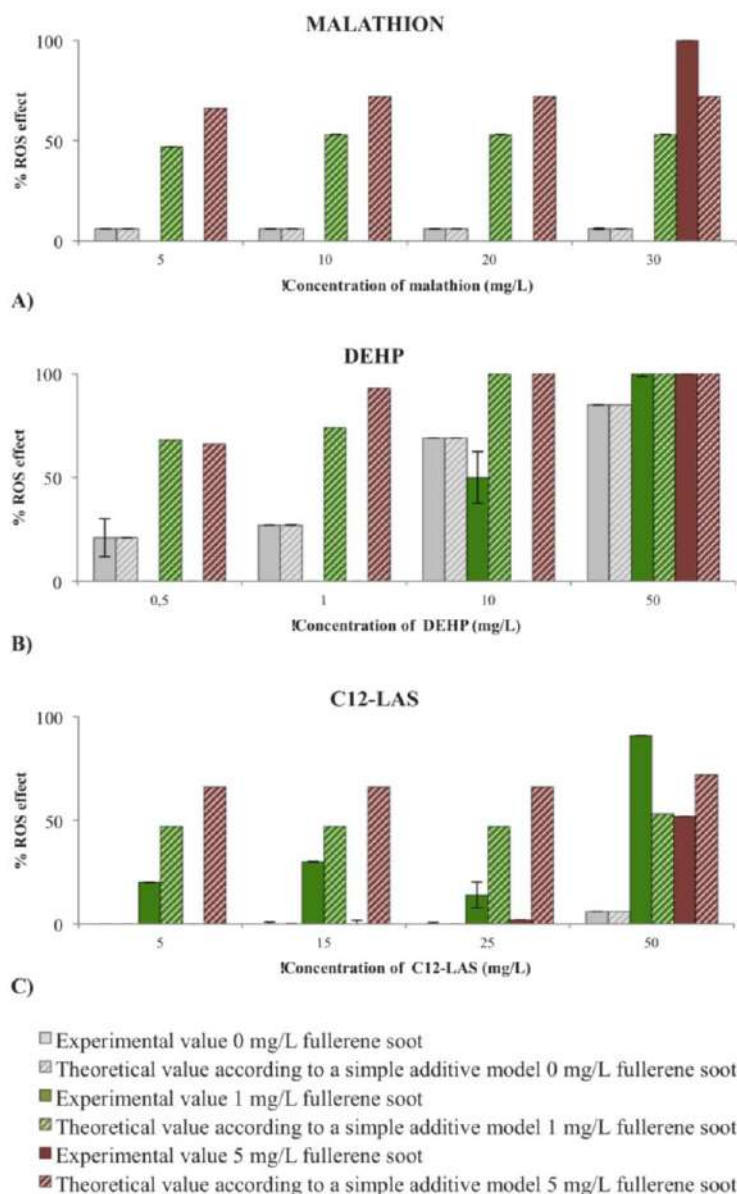 MALATHION
100
50
0
% ROS effect
5 10 20 30
!Concentration of malathion (mg/L)
A)
DEHP
100
50
0
% ROS effect
0,5 1 10 50
!Concentration of DEHP (mg/L)
B)
C12-LAS
100
50
0
% ROS effect
5 15 25 50
!Concentration of C12-LAS (mg/L)
C)
Experimental value 0 mg/L fullerene soot
Theoretical value according to a simple additive model 0 mg/L fullerene soot
Experimental value 1 mg/L fullerene soot
Theoretical value according to a simple additive model 1 mg/L fullerene soot
Experimental value 5 mg/L fullerene soot
Theoretical value according to a simple additive model 5 mg/L fullerene soot